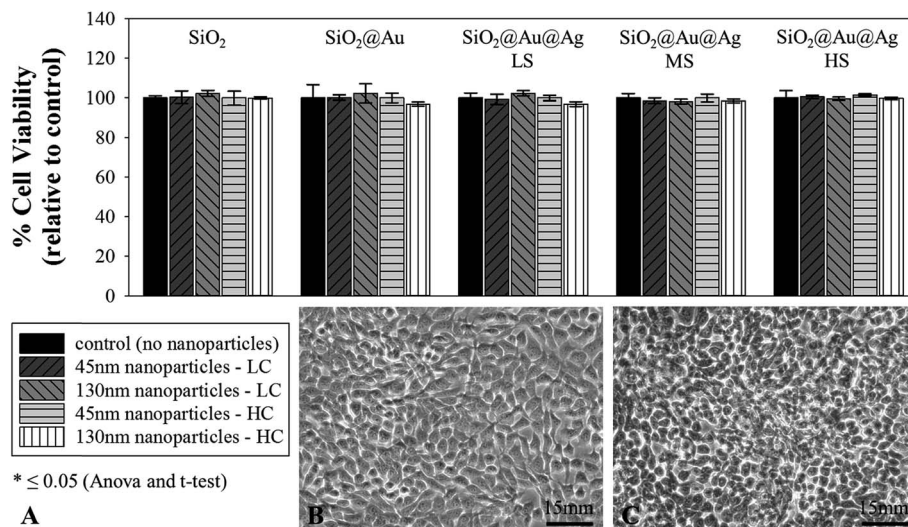 140
120
100
80
60
40
20
0
% Cell Viability
(relative to control)
SiO₂
SiO₂@Au
SiO₂@Au@Ag
LS
SiO₂@Au@Ag
MS
SiO₂@Au@Ag
HS
control (no nanoparticles)
45nm nanoparticles - LC
130nm nanoparticles - LC
45nm nanoparticles - HC
130nm nanoparticles - HC
* ≤ 0.05 (Anova and t-test)
A
B
15mm
C
15mm